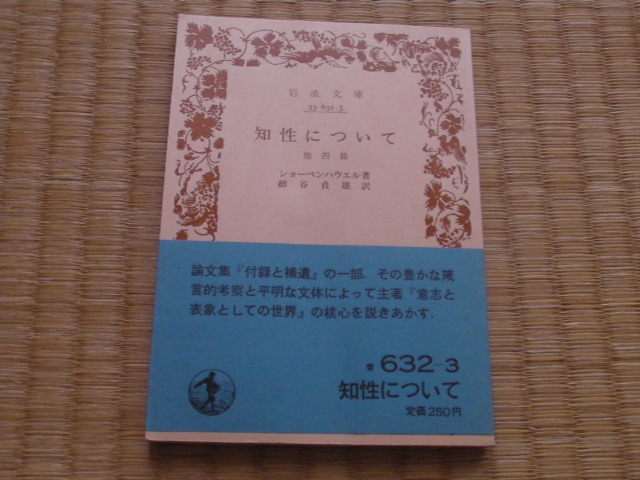 岩波文庫
33-632-3
知性について
他四篇
ショーペンハウエル著
細谷貞雄訳
論文集『付録と補遺』の一部．その豊かな箴
言的考察と平明な文体によって主著『意志と
表象としての世界』の核心を説きあかす．
青 632-3
知性について
定価250円